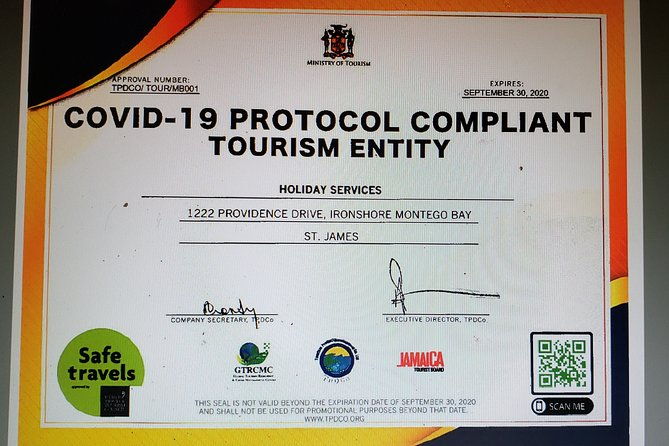 MINISTRY OF TOURISM
APPROVAL NUMBER:
TPDCO/ TOUR/MB001
EXPIRES:
SEPTEMBER 30, 2020
COVID-19 PROTOCOL COMPLIANT
TOURISM ENTITY
HOLIDAY SERVICES
1222 PROVIDENCE DRIVE, IRONSHORE MONTEGO BAY
ST. JAMES
COMPANY SECRETARY, TPDCo
EXECUTIVE DIRECTOR, TPDCo
Safe
travels
GTRCMC
JAMAICA
TOURIST BOARD
SCAN ME
THIS SEAL IS NOT VALID BEYOND THE EXPIRATION DATE OF SEPTEMBER 30, 2020
AND SHALL NOT BE USED FOR PROMOTIONAL PURPOSES BEYOND THAT DATE.
WWW.TPDCO.ORG